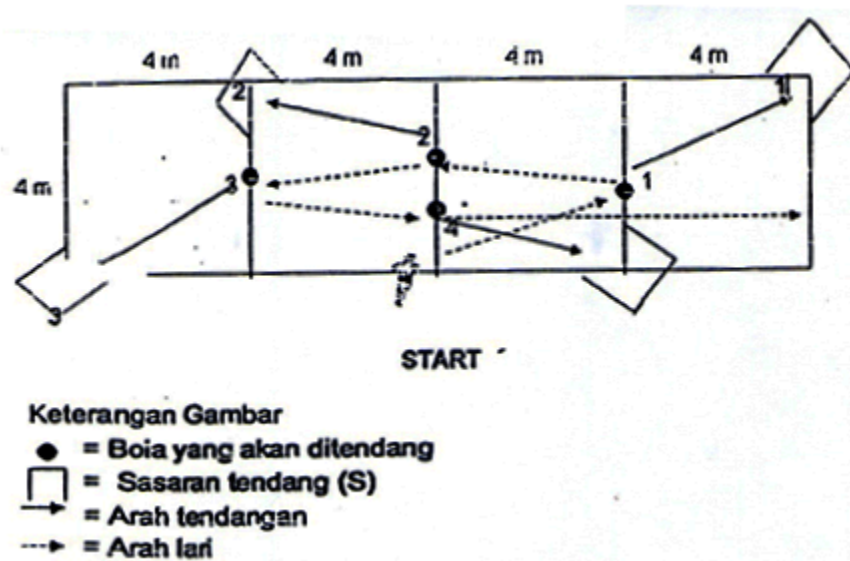 4 m 4 m 4 m 4 m
2 1
2
3 1
4 m
4
3
START
Keterangan Gambar
= Boia yang akan ditendang
= Sasaran tendang (S)
= Arah tendangan
= Arah lari